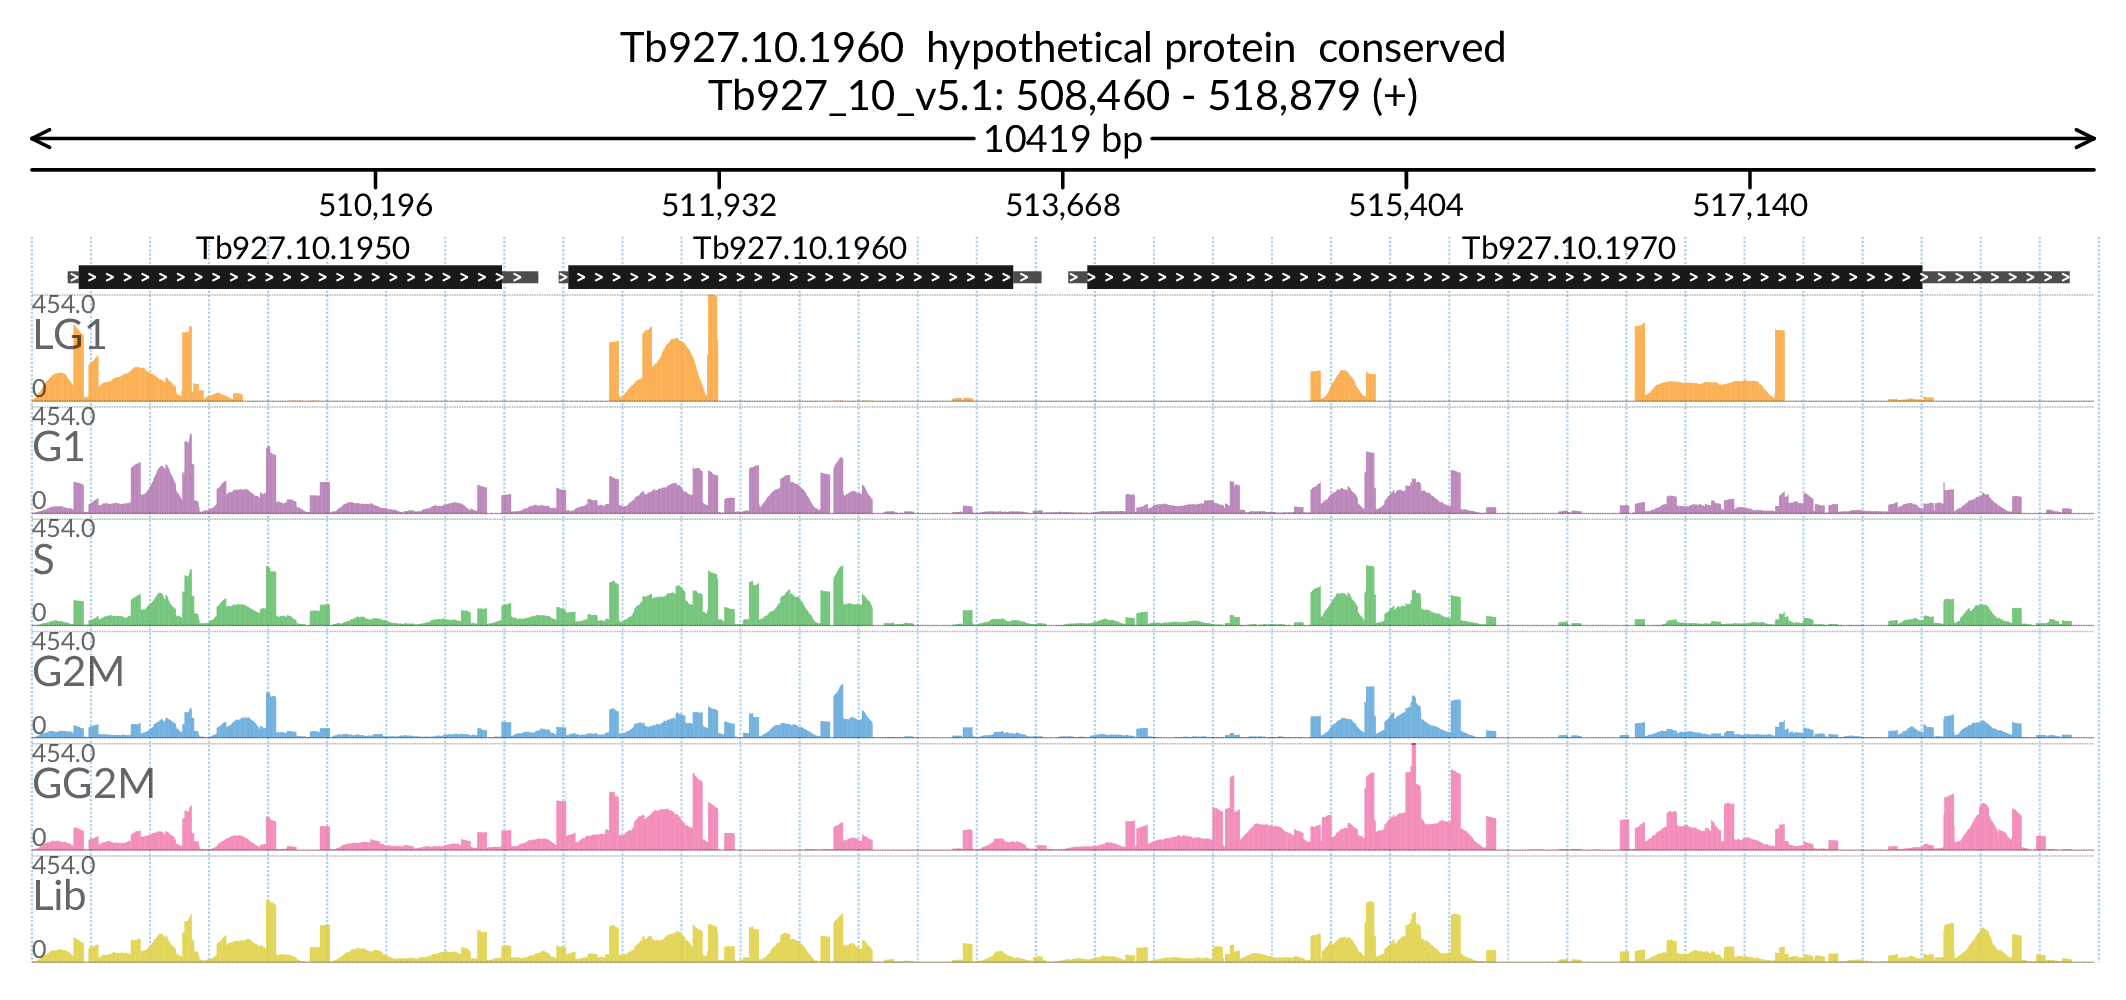 Tb927.10.1960 hypothetical protein conserved
Tb927_10_v5.1: 508,460 - 518,879 (+)
10419 bp
510,196 511,932 513,668 515,404 517,140
Tb927.10.1950 Tb927.10.1960 Tb927.10.1970
454.0
LG1
0
454.0
G1
0
454.0
S
0
454.0
G2M
0
454.0
GG2M
0
454.0
Lib
0